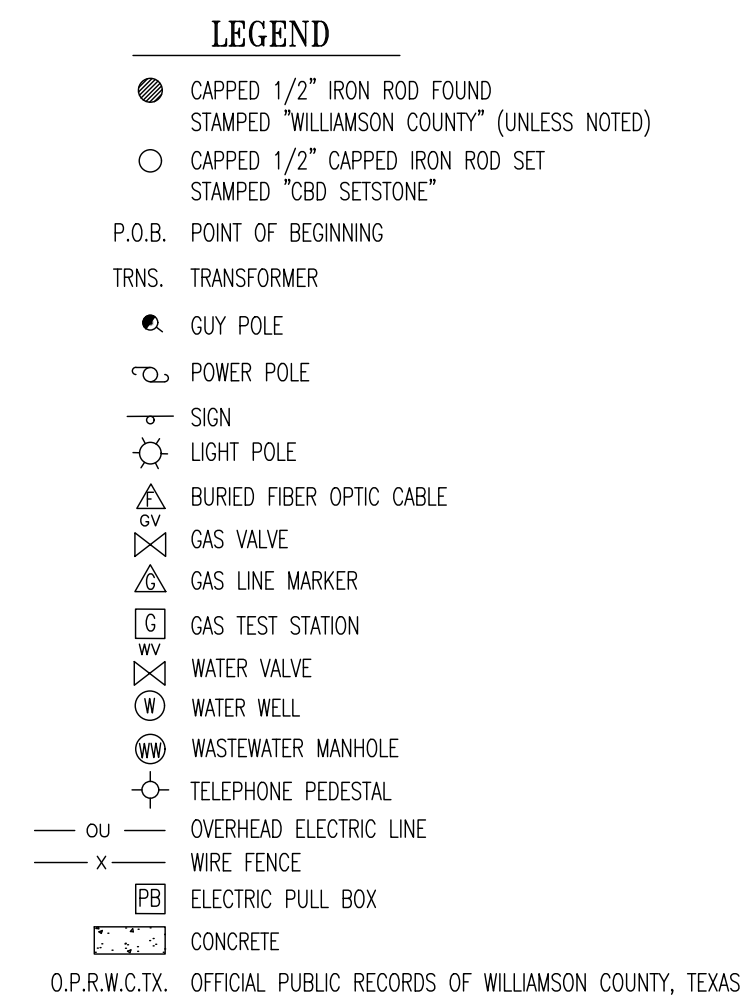 LEGEND
CAPPED 1/2" IRON ROD FOUND
STAMPED "WILLIAMSON COUNTY" (UNLESS NOTED)
CAPPED 1/2" CAPPED IRON ROD SET
STAMPED "CBD SETSTONE"
P.O.B. POINT OF BEGINNING
TRNS. TRANSFORMER
GUY POLE
POWER POLE
SIGN
LIGHT POLE
F BURIED FIBER OPTIC CABLE
GV
GAS VALVE
G GAS LINE MARKER
G GAS TEST STATION
WV
WATER VALVE
W WATER WELL
WW WASTEWATER MANHOLE
TELEPHONE PEDESTAL
OU OVERHEAD ELECTRIC LINE
X WIRE FENCE
PB ELECTRIC PULL BOX
CONCRETE
O.P.R.W.C.TX. OFFICIAL PUBLIC RECORDS OF WILLIAMSON COUNTY, TEXAS